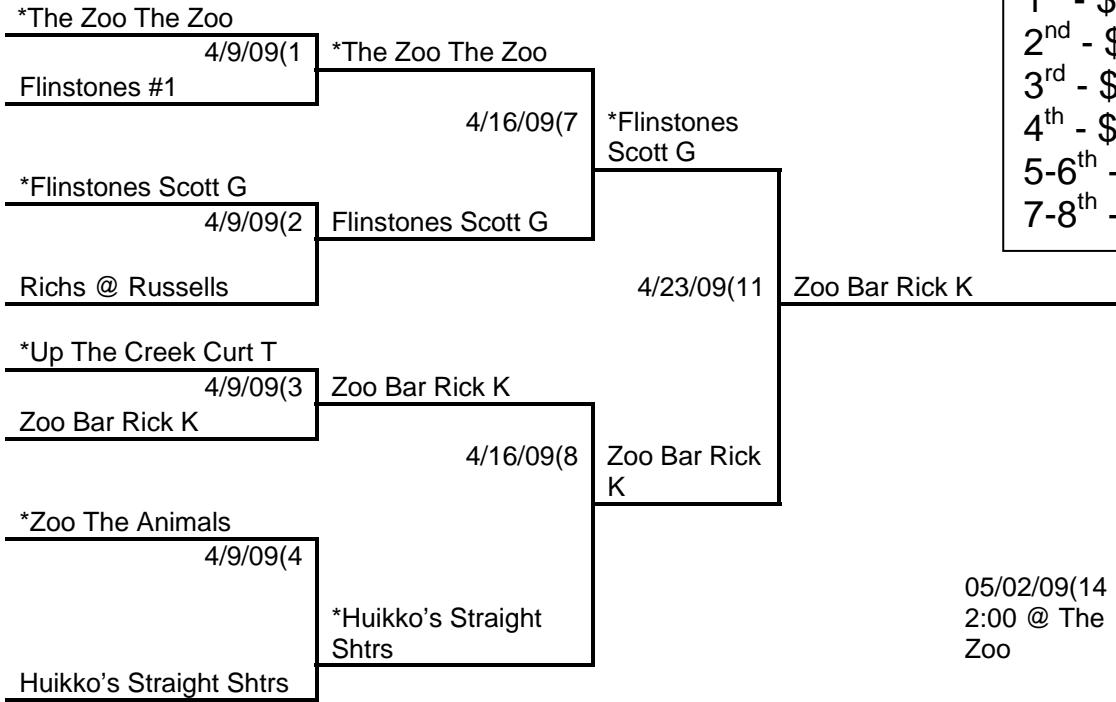 *The Zoo The Zoo
4/9/09(1
Flinstones #1
*The Zoo The Zoo
4/16/09(7
*Flinstones
Scott G
*Flinstones Scott G
4/9/09(2
Flinstones Scott G
Richs @ Russells
4/23/09(11
Zoo Bar Rick K
*Up The Creek Curt T
4/9/09(3
Zoo Bar Rick K
Zoo Bar Rick K
4/16/09(8
Zoo Bar Rick
K
*Zoo The Animals
4/9/09(4
*Huikko's Straight
Shtrs
Huikko's Straight Shtrs
2nd - $
3rd - $
4th - $
5-6th -
7-8th -
05/02/09(14
2:00 @ The
Zoo